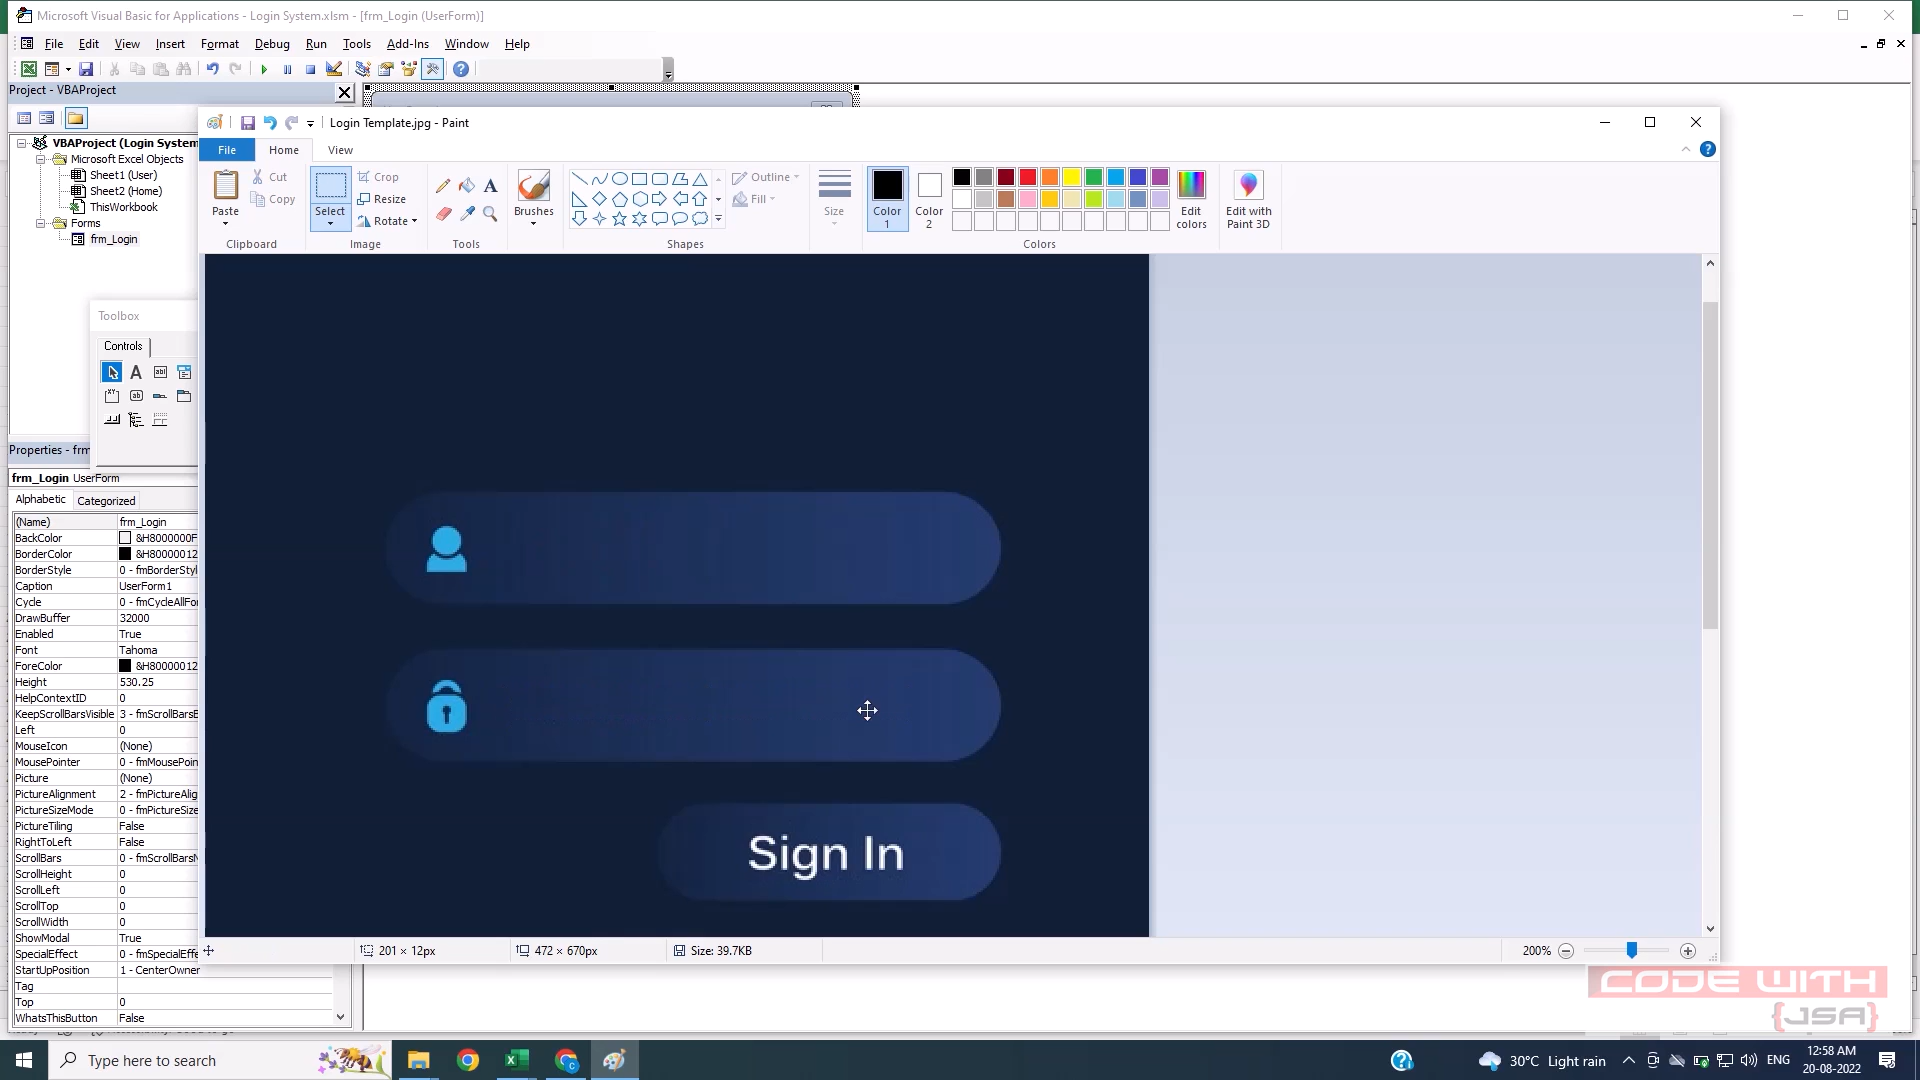 Microsoft Visual Basic for Applications - Login System.xlsm - [frm_Login (UserForm)]
File Edit View Insert Format Debug Run Tools Add-Ins Window Help
Project - VBAProject
VBAProject (Login System
Microsoft Excel Objects
Sheet1 (User)
Sheet2 (Home)
ThisWorkbook
Forms
frm_Login
Toolbox
Controls
Properties - frm
frm_Login UserForm
Alphabetic Categorized
(Name) frm_Login
BackColor &H8000000F
BorderColor &H80000012
BorderStyle 0 - fmBorderStyl
Caption UserForm1
Cycle 0 - fmCycleAllFo
DrawBuffer 32000
Enabled True
Font Tahoma
ForeColor &H80000012
Height 530.25
HelpContextID 0
KeepScrollBarsVisible 3 - fmScrollBarsB
Left 0
MouseIcon (None)
MousePointer 0 - fmMousePoin
Picture (None)
PictureAlignment 2 - fmPictureAlig
PictureSizeMode 0 - fmPictureSize
PictureTiling False
RightToLeft False
ScrollBars 0 - fmScrollBarsN
ScrollHeight 0
ScrollLeft 0
ScrollTop 0
ScrollWidth 0
ShowModal True
SpecialEffect 0 - fmSpecialEffe
StartUpPosition 1 - CenterOwner
Tag
Top 0
WhatsThisButton False
Login Template.jpg - Paint
File Home View
Paste Cut Copy
Clipboard
Select Crop Resize Rotate
Image
A
Tools
Brushes
Shapes
Outline
Fill
Size
Color 1
Color 2
Edit colors
Colors
Edit with Paint 3D
Sign In
201 × 12px 472 × 670px Size: 39.7KB 200%
CODE WITH
{JSA}
Type here to search
30°C Light rain ENG
12:58 AM
20-08-2022